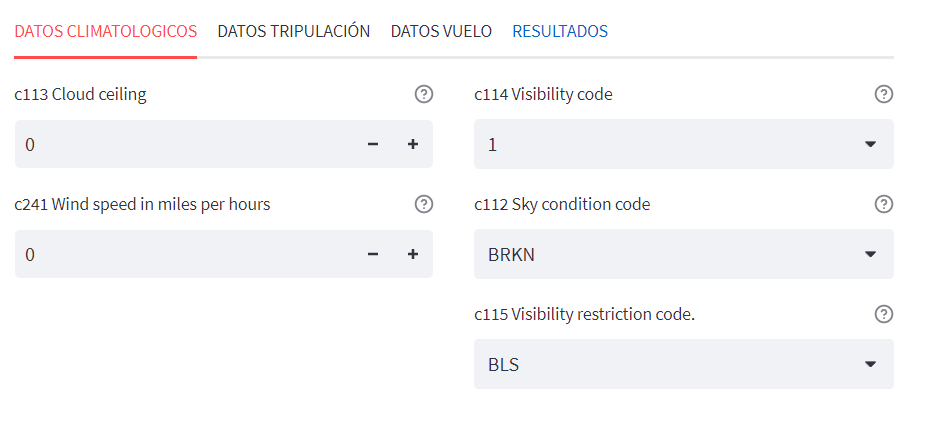 DATOS CLIMATOLOGICOS DATOS TRIPULACIÓN DATOS VUELO RESULTADOS
c113 Cloud ceiling
0
c241 Wind speed in miles per hours
0
c114 Visibility code
1
c112 Sky condition code
BRKN
c115 Visibility restriction code.
BLS